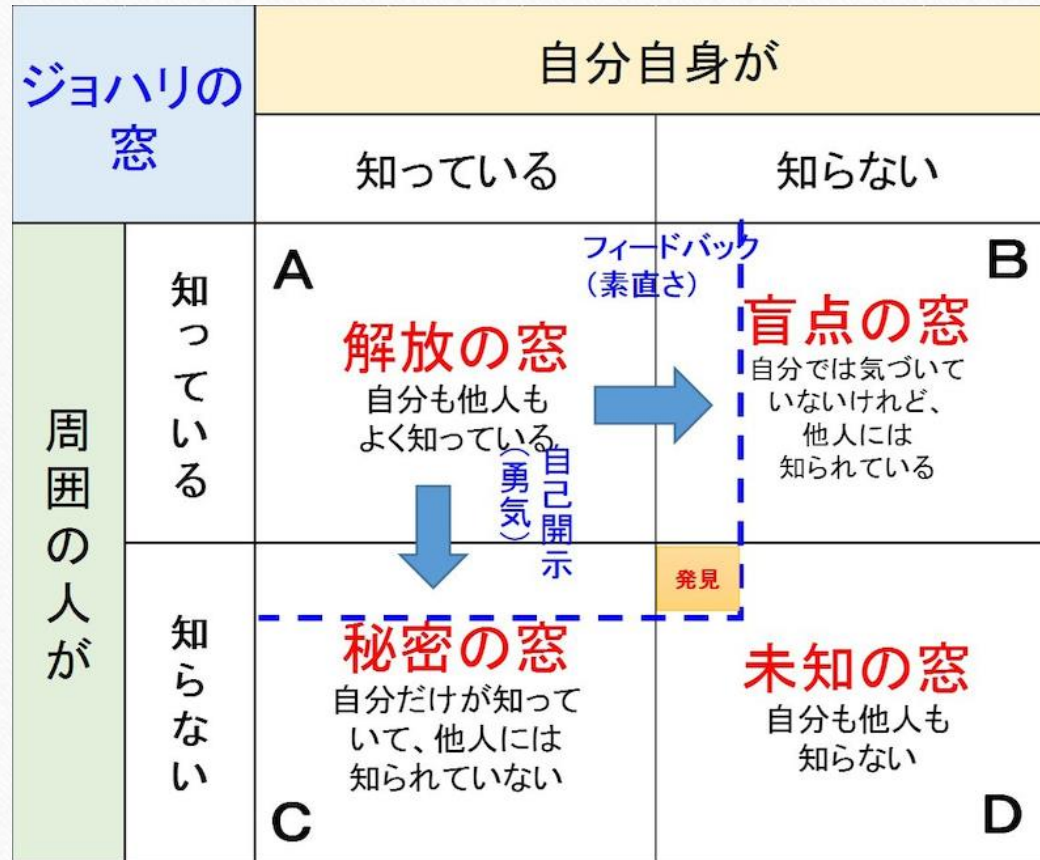 ジョハリの
窓
自分自身が
知っている
知らない
周囲の人が
知っている
A
解放の窓
自分も他人も
よく知っている
フィードバック
（素直さ）
B
盲点の窓
自分では気づいて
いないけれど、
他人には
知られている
自己開示
（勇気）
知らない
発見
秘密の窓
自分だけが知って
いて、他人には
知られていない
C
未知の窓
自分も他人も
知らない
D